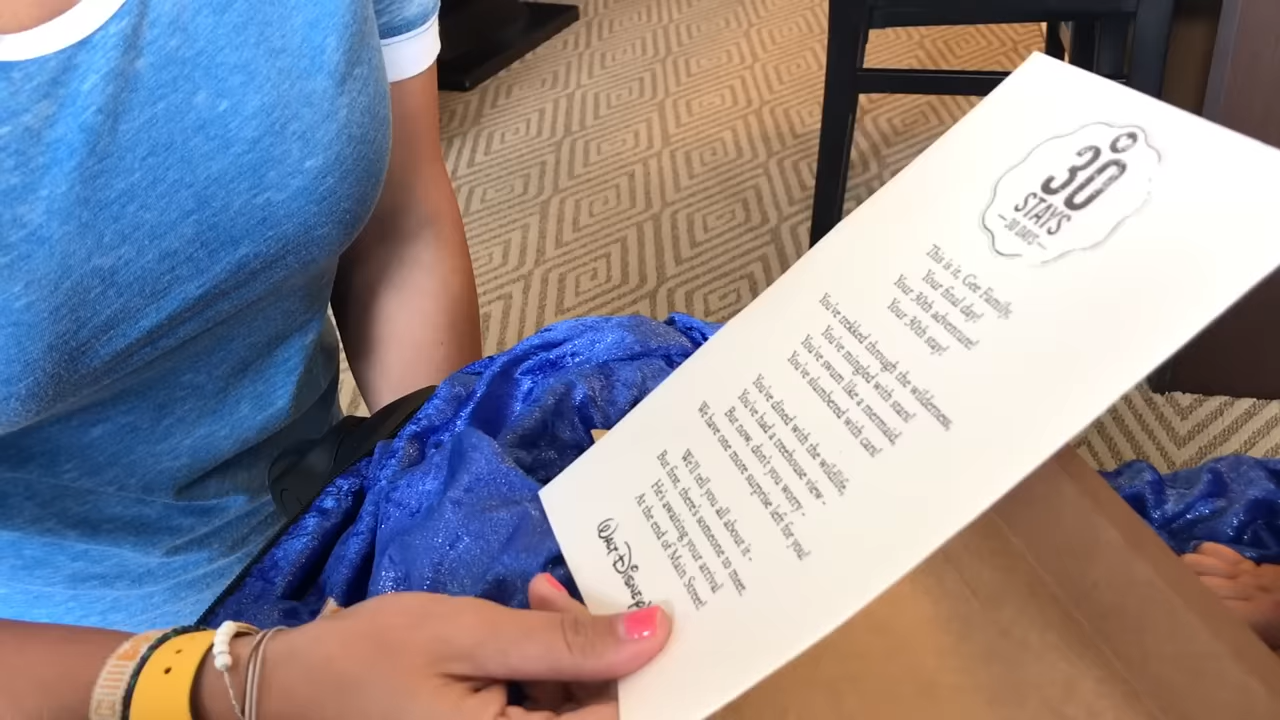 30
STAYS
30 DAYS
This is it, Gee Family,
Your final day!
Your 30th adventure!
Your 30th stay!
You've trekked through the wilderness,
You've mingled with stars!
You've swum like a mermaid,
You've slumbered with cars!
You've dined with the wildlife,
You've had a treehouse view -
But now, don't you worry -
We have one more surprise left for you!
We'll tell you all about it -
But first, there's someone to meet.
He's awaiting your arrival
At the end of Main Street!
WALT DISNEY